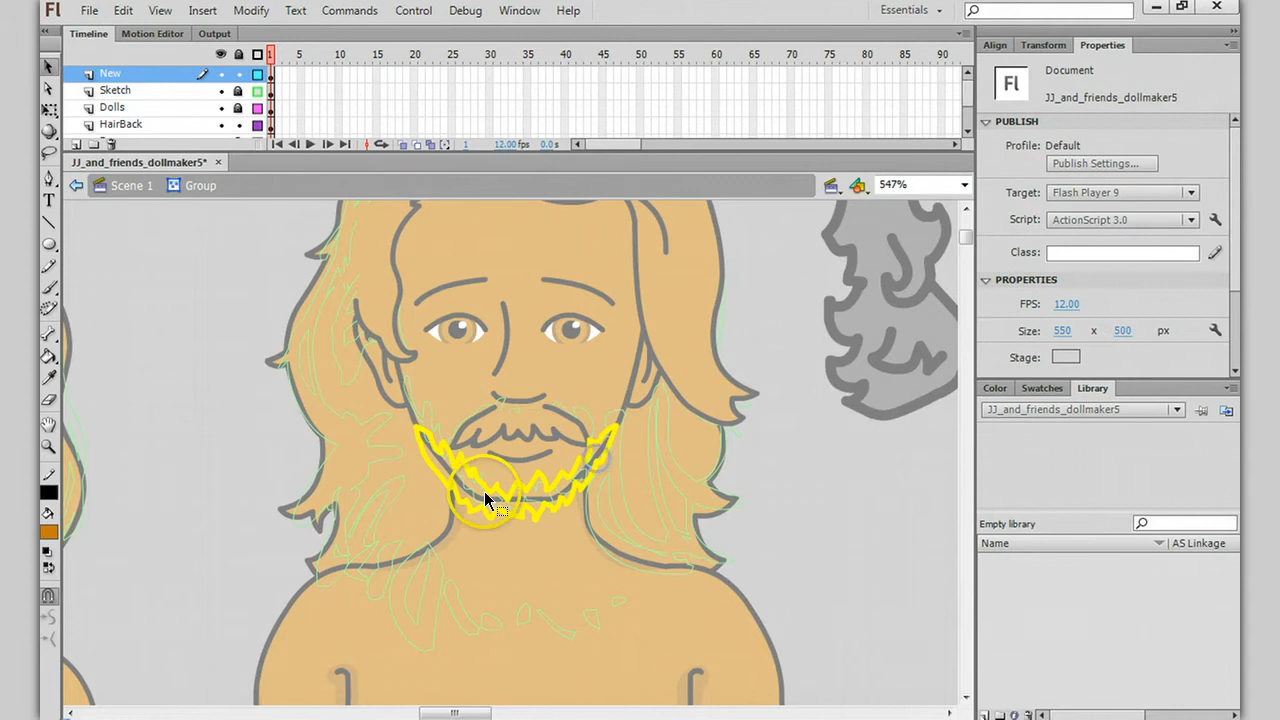 Fl File Edit View Insert Modify Text Commands Control Debug Window Help Essentials
Timeline Motion Editor Output
1 5 10 15 20 25 30 35 40 45 50 55 60 65 70 75 80 85 90
New
Sketch
Dolls
HairBack
1 12.00 fps 0.0 s
JJ_and_friends_dollmaker5*
Scene 1 Group 547%
Align Transform Properties
Fl Document
JJ_and_friends_dollmaker5
PUBLISH
Profile: Default
Publish Settings...
Target: Flash Player 9
Script: ActionScript 3.0
Class:
PROPERTIES
FPS: 12.00
Size: 550 x 500 px
Stage:
Color Swatches Library
JJ_and_friends_dollmaker5
Empty library
Name AS Linkage